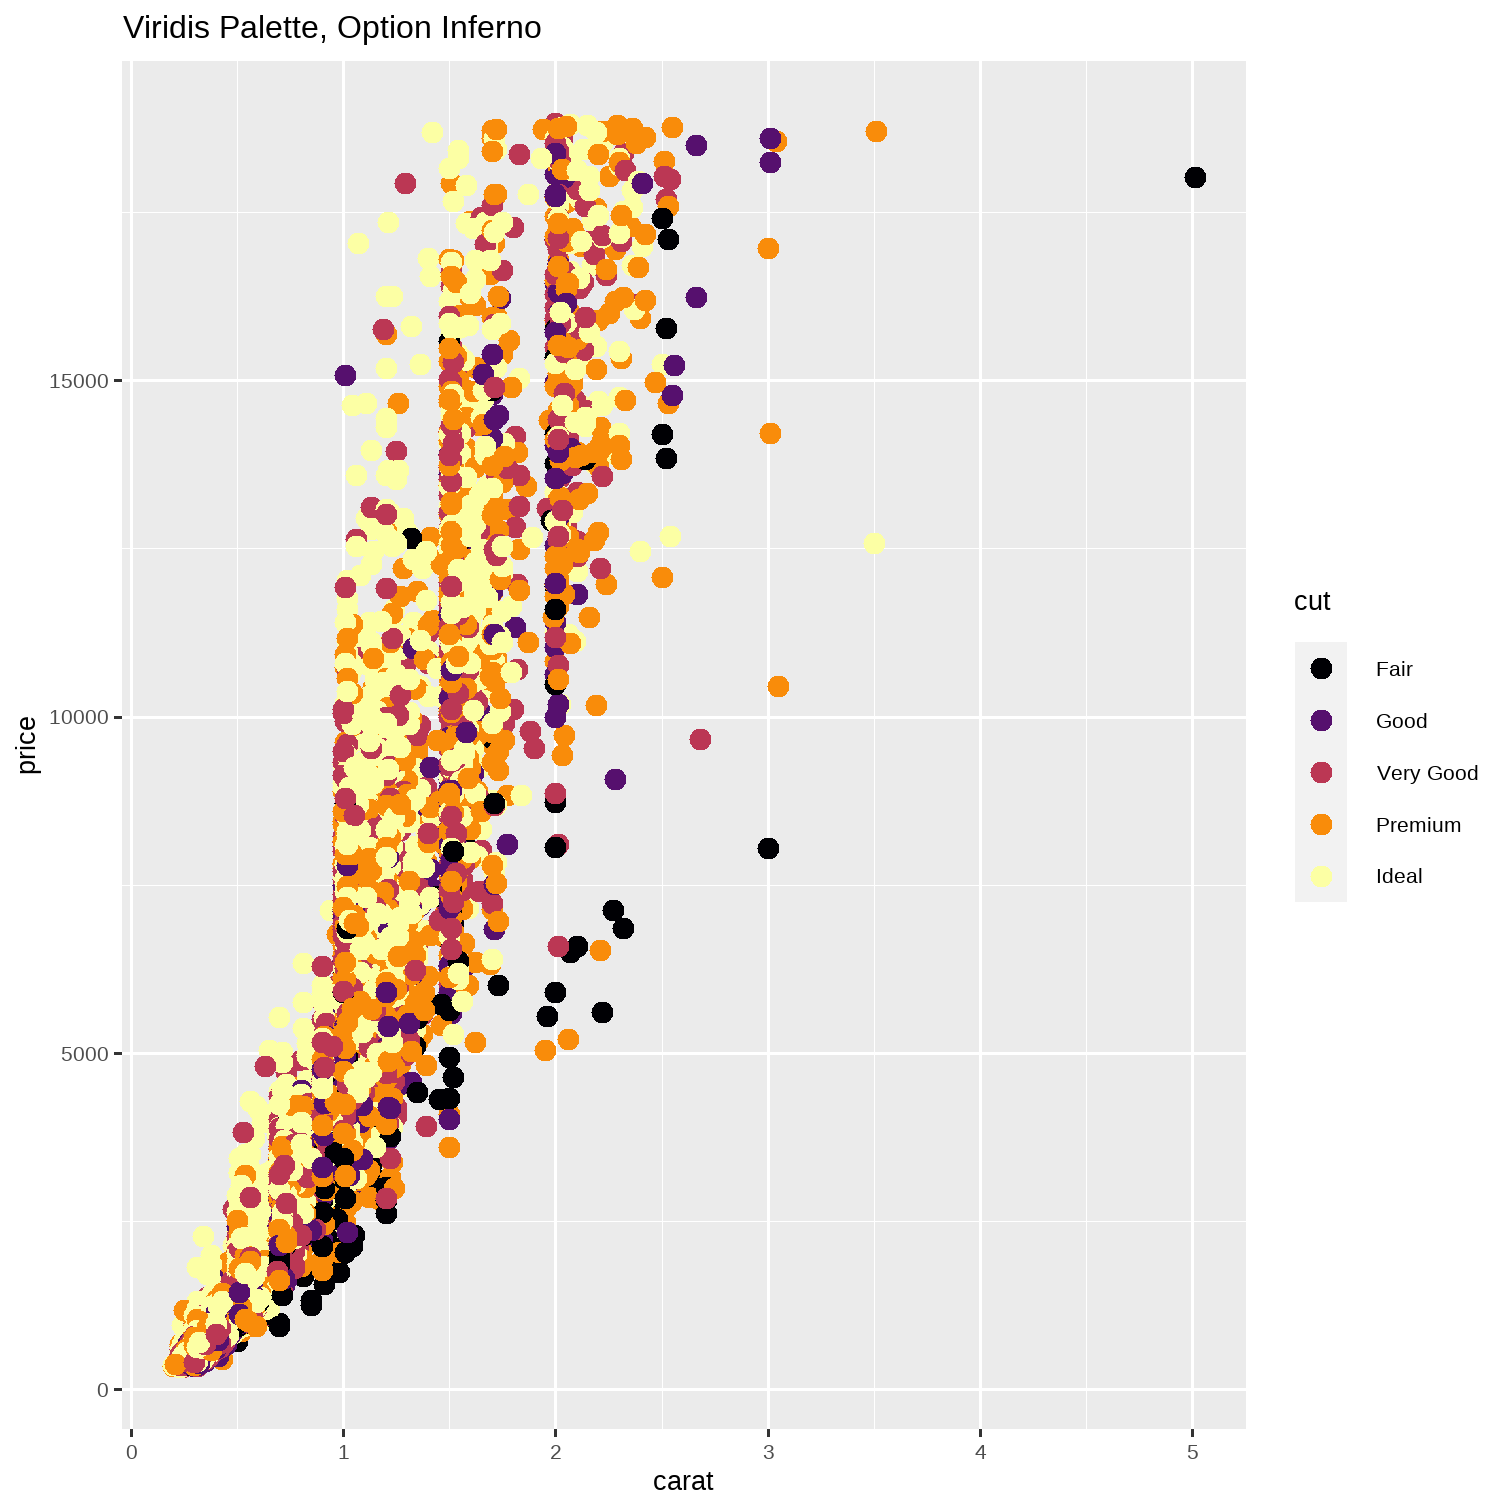 Viridis Palette, Option Inferno
price
15000
10000
5000
0
0 1 2 3 4 5
carat
cut
Fair
Good
Very Good
Premium
Ideal